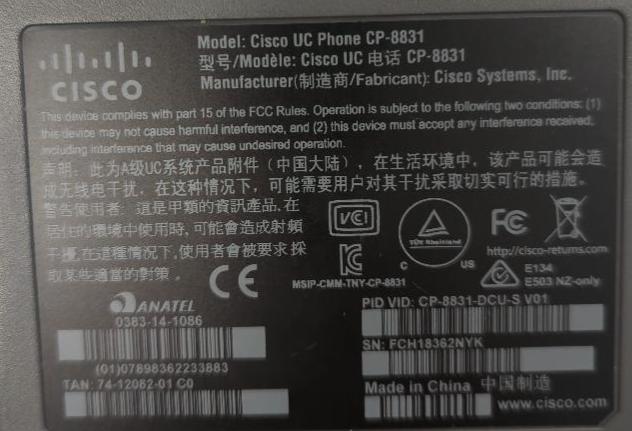 CISCO
Model: Cisco UC Phone CP-8831
型号/Modèle: Cisco UC 电话 CP-8831
Manufacturer(制造商/Fabricant): Cisco Systems, Inc.
This device complies with part 15 of the FCC Rules. Operation is subject to the following two conditions: (1)
this device may not cause harmful interference, and (2) this device must accept any interference received,
including interference that may cause undesired operation.
声明: 此为A级UC系统产品附件（中国大陆）, 在生活环境中, 该产品可能会造
成无线电干扰, 在这种情况下, 可能需要用户对其干扰采取切实可行的措施。
警告使用者: 這是甲類的資訊產品, 在
居住的環境中使用時, 可能會造成射頻
干擾, 在這種情況下, 使用者會被要求採
取某些適當的對策。
CE
VCI
MSIP-CMM-TNY-CP-8831
TÜV Rheinland
C US
FC
http://cisco-returns.com
E134
E503 NZ-only
ANATEL
0383-14-1086
(01)07898362233883
TAN: 74-12062-01 C0
PID VID: CP-8831-DCU-S V01
SN: FCH18362NYK
Made in China 中国制造
www.cisco.com